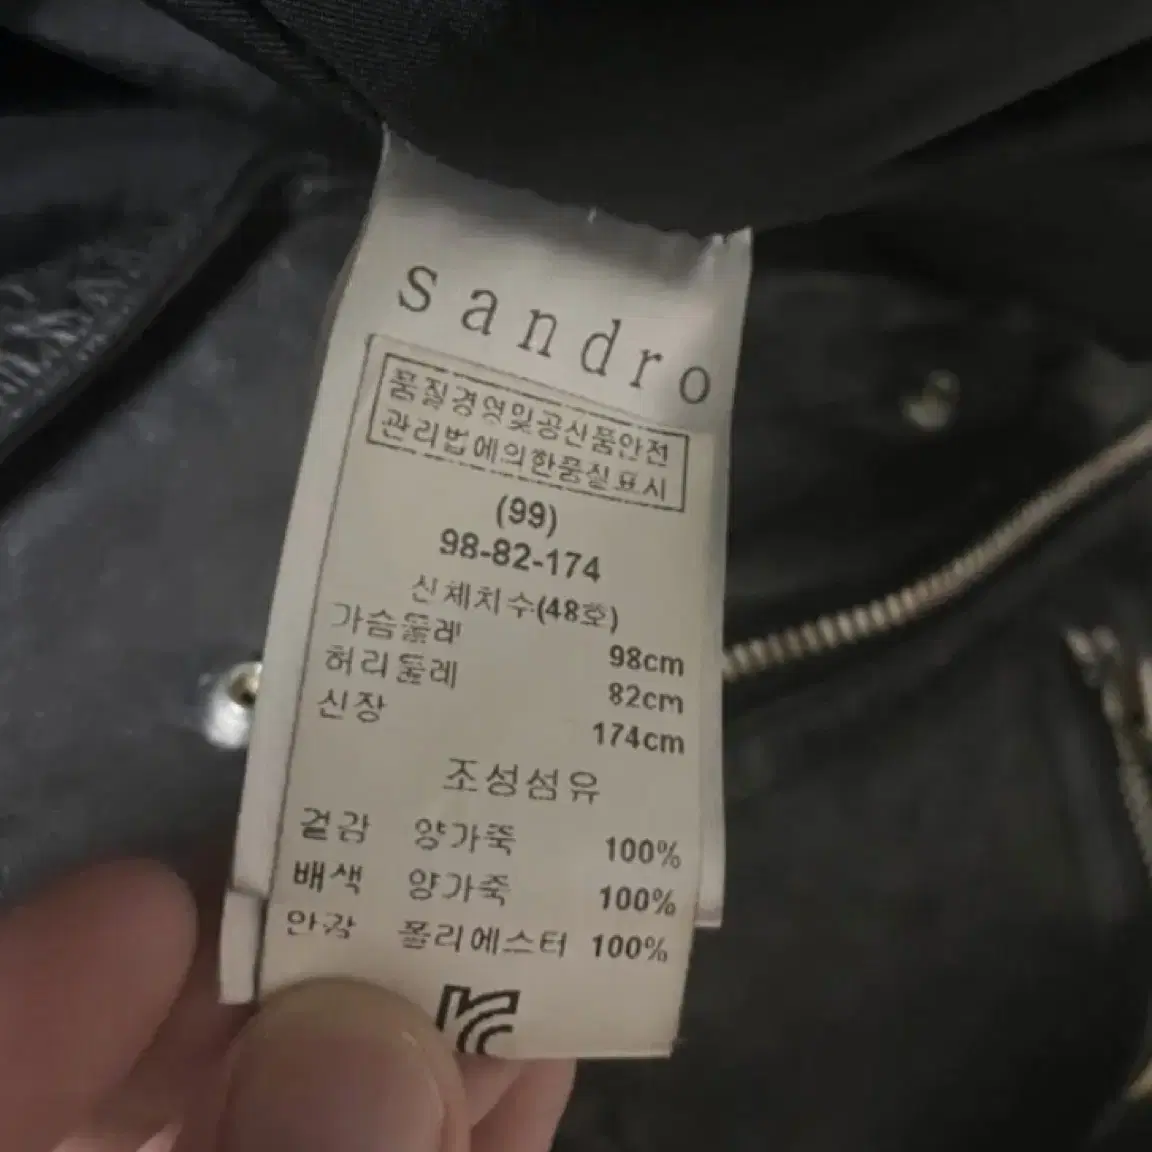 sandro
품질경영및공산품안전
관리법에의한품질표시
(99)
98-82-174
신체치수(48호)
가슴둘레 98cm
허리둘레 82cm
신장 174cm
조성섬유
겉감 양가죽 100%
배색 양가죽 100%
안감 폴리에스터 100%